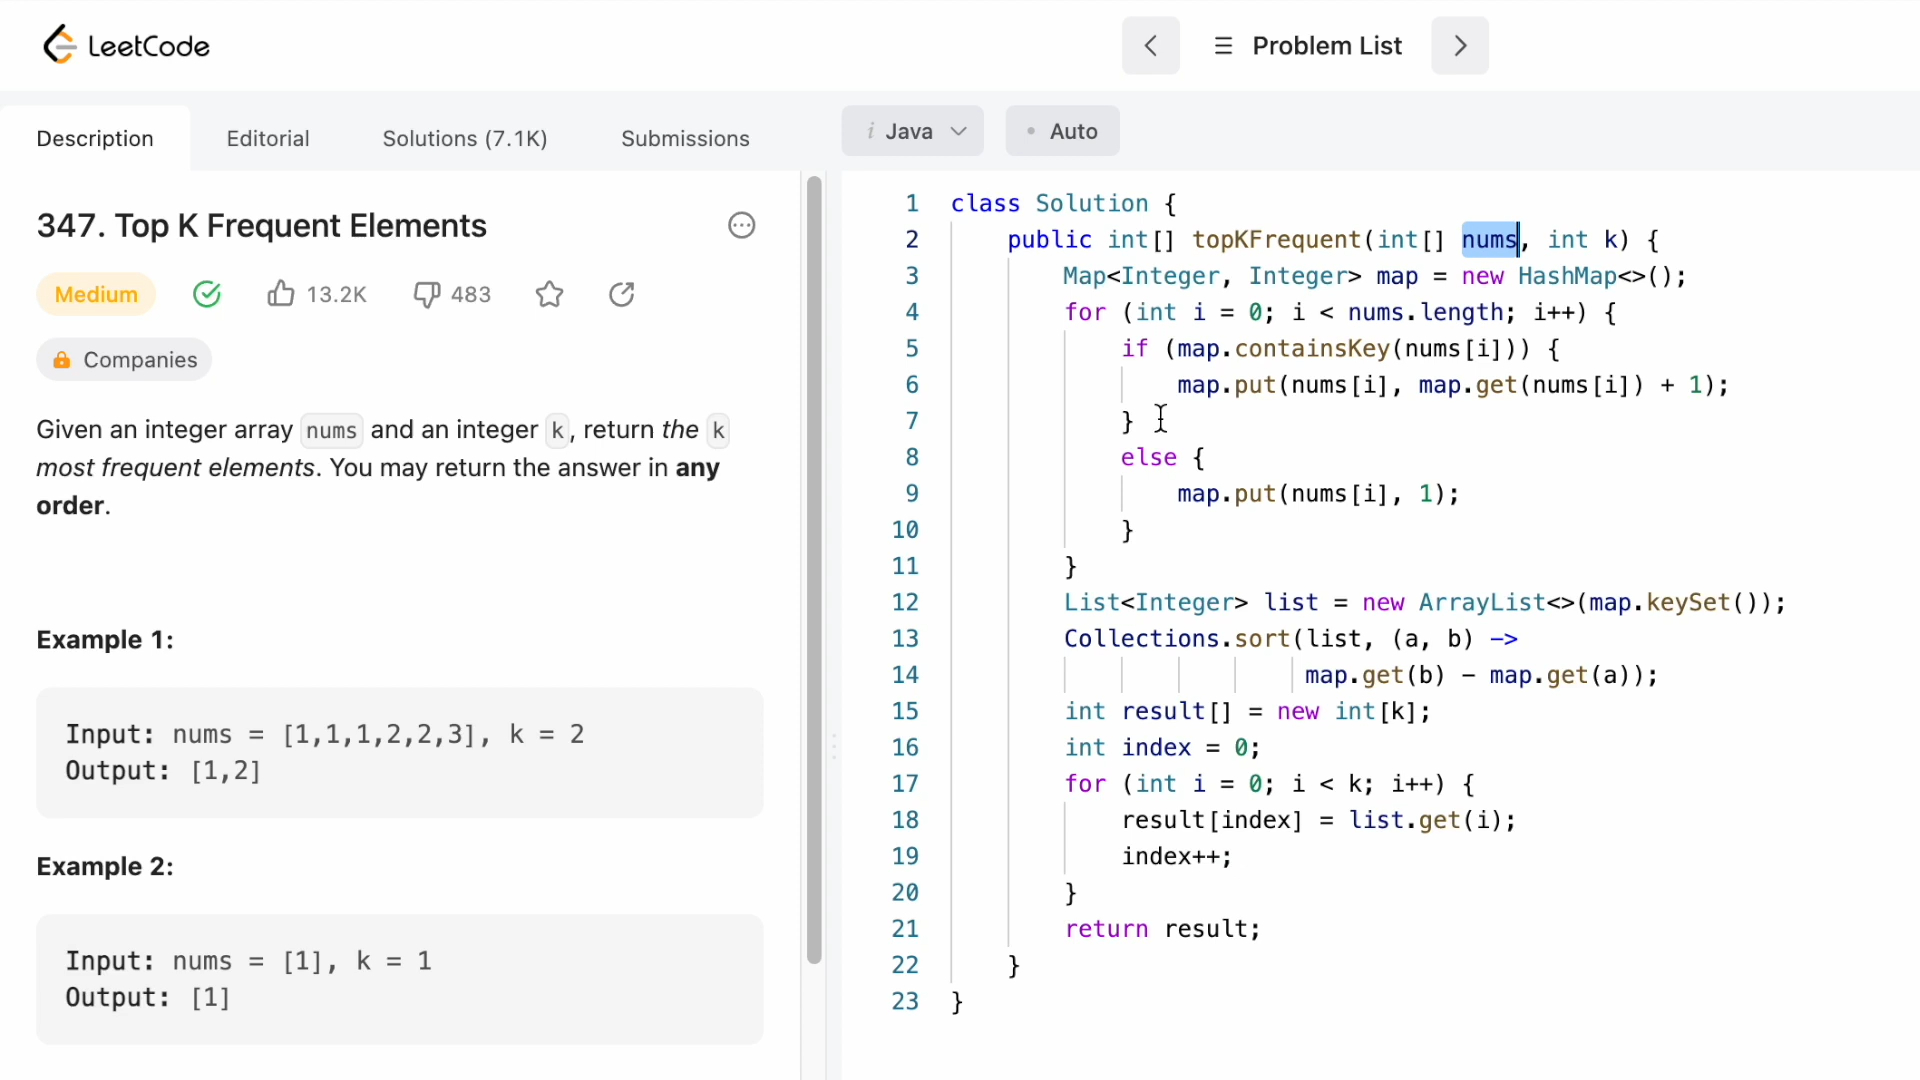 LeetCode
Problem List
Description
Editorial
Solutions (7.1K)
Submissions
Java
Auto
347. Top K Frequent Elements
Medium
13.2K
483
Companies
Given an integer array nums and an integer k, return the k
most frequent elements. You may return the answer in any
order.
Example 1:
Input: nums = [1,1,1,2,2,3], k = 2
Output: [1,2]
Example 2:
Input: nums = [1], k = 1
Output: [1]
1 class Solution {
2 public int[] topKFrequent(int[] nums, int k) {
3 Map<Integer, Integer> map = new HashMap<>();
4 for (int i = 0; i < nums.length; i++) {
5 if (map.containsKey(nums[i])) {
6 map.put(nums[i], map.get(nums[i]) + 1);
7 }
8 else {
9 map.put(nums[i], 1);
10 }
11 }
12 List<Integer> list = new ArrayList<>(map.keySet());
13 Collections.sort(list, (a, b) ->
14 map.get(b) - map.get(a));
15 int result[] = new int[k];
16 int index = 0;
17 for (int i = 0; i < k; i++) {
18 result[index] = list.get(i);
19 index++;
20 }
21 return result;
22 }
23 }